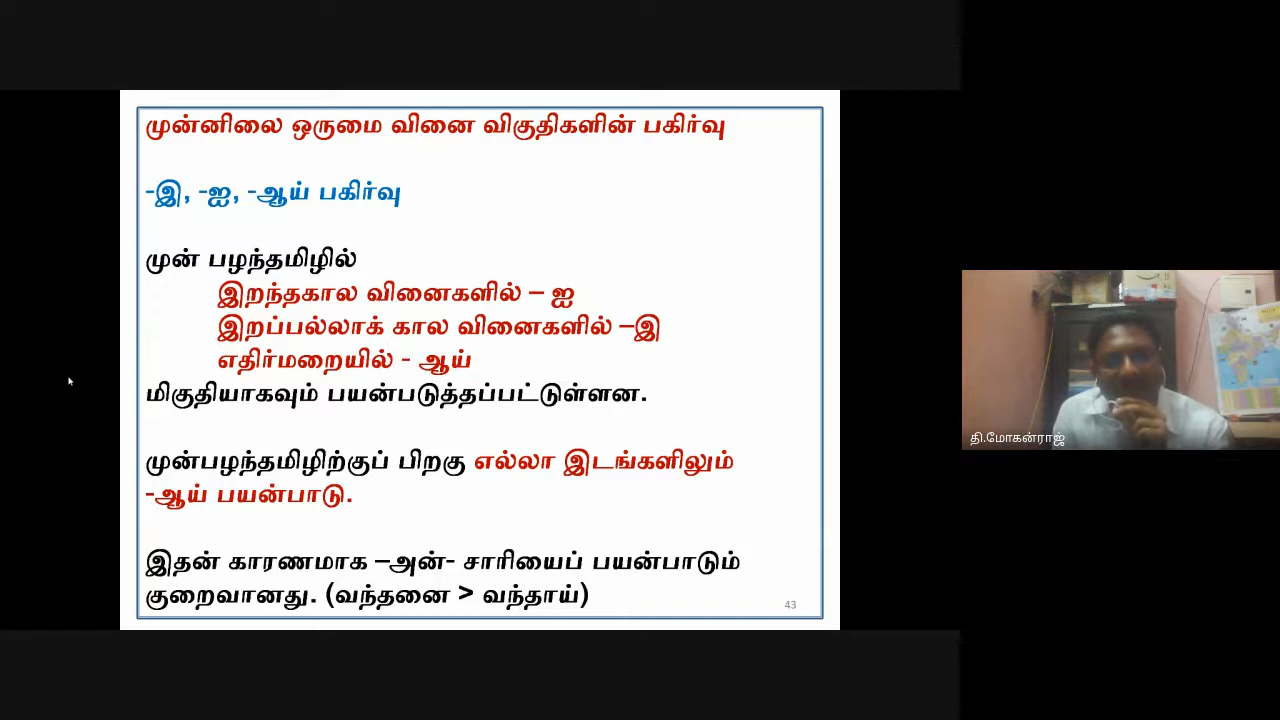 முன்னிலை ஒருமை வினை விகுதிகளின் பகிர்வு
-இ, -ஐ, -ஆய் பகிர்வு
முன் பழந்தமிழில்
இறந்தகால வினைகளில் – ஐ
இறப்பல்லாக் கால வினைகளில் –இ
எதிர்மறையில் - ஆய்
மிகுதியாகவும் பயன்படுத்தப்பட்டுள்ளன.
முன்பழந்தமிழிற்குப் பிறகு எல்லா இடங்களிலும்
-ஆய் பயன்பாடு.
இதன் காரணமாக –அன்- சாரியைப் பயன்பாடும்
குறைவானது. (வந்தனை > வந்தாய்)
43
தி.மோகன்ராஜ்